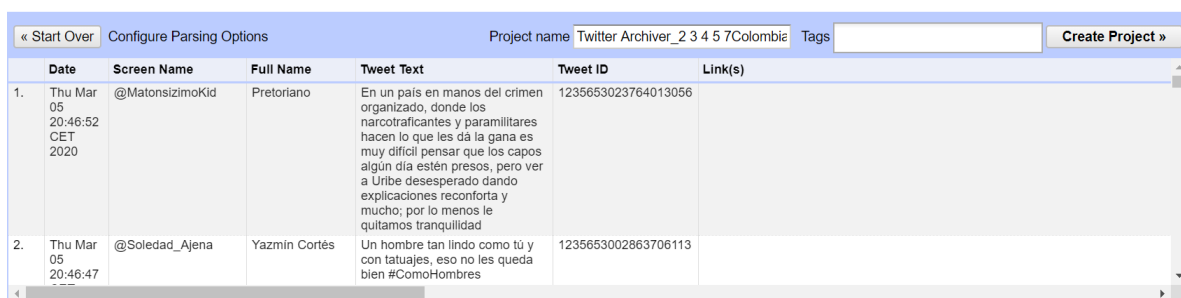 « Start Over Configure Parsing Options Project name Twitter Archiver_2 3 4 5 7Colombia Tags Create Project »
Date Screen Name Full Name Tweet Text Tweet ID Link(s)
1. Thu Mar @MatonsizimoKid Pretoriano En un país en manos del crimen 1235653023764013056
05 organizado, donde los
20:46:52 narcotraficantes y paramilitares
CET hacen lo que les dá la gana es
2020 muy difícil pensar que los capos
algún día estén presos, pero ver
a Uribe desesperado dando
explicaciones reconforta y
mucho; por lo menos le
quitamos tranquilidad
2. Thu Mar @Soledad_Ajena Yazmín Cortés Un hombre tan lindo como tú y 1235653002863706113
05 con tatuajes, eso no les queda
20:46:47 bien #ComoHombres